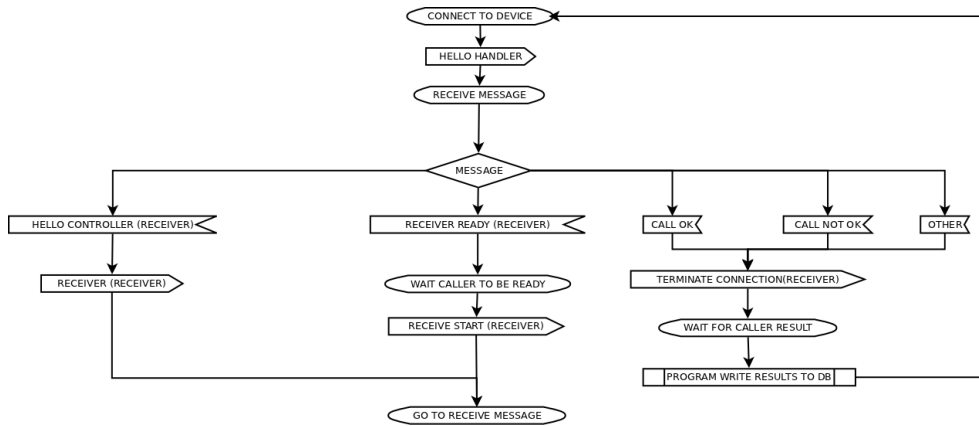 CONNECT TO DEVICE
HELLO HANDLER
RECEIVE MESSAGE
MESSAGE
HELLO CONTROLLER (RECEIVER)
RECEIVER READY (RECEIVER)
CALL OK
CALL NOT OK
OTHER
RECEIVER (RECEIVER)
WAIT CALLER TO BE READY
TERMINATE CONNECTION(RECEIVER)
RECEIVE START (RECEIVER)
WAIT FOR CALLER RESULT
PROGRAM WRITE RESULTS TO DB
GO TO RECEIVE MESSAGE